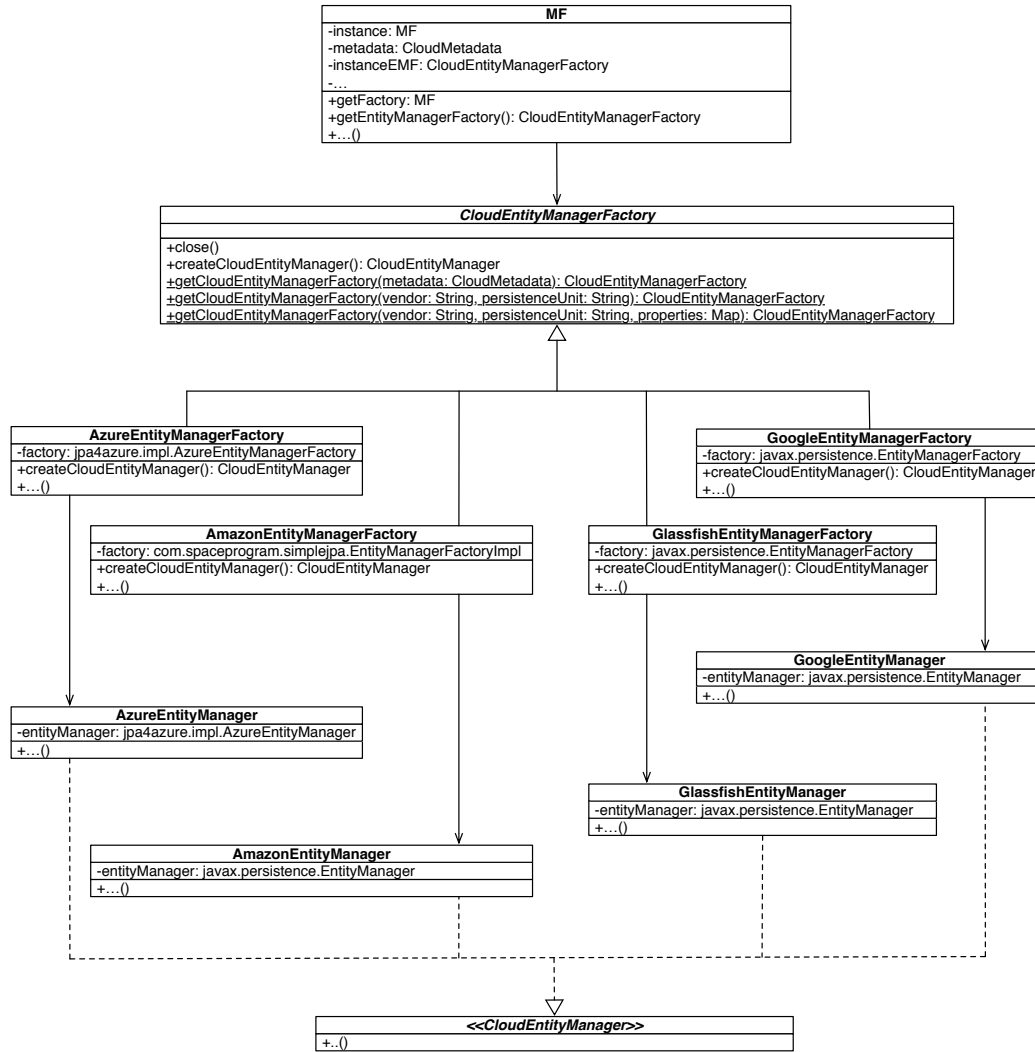 MF
-instance: MF
-metadata: CloudMetadata
-instanceEMF: CloudEntityManagerFactory
-...
+getFactory: MF
+getEntityManagerFactory(): CloudEntityManagerFactory
+...()
CloudEntityManagerFactory
+close()
+createCloudEntityManager(): CloudEntityManager
+getCloudEntityManagerFactory(metadata: CloudMetadata): CloudEntityManagerFactory
+getCloudEntityManagerFactory(vendor: String, persistenceUnit: String): CloudEntityManagerFactory
+getCloudEntityManagerFactory(vendor: String, persistenceUnit: String, properties: Map): CloudEntityManagerFactory
AzureEntityManagerFactory
-factory: jpa4azure.impl.AzureEntityManagerFactory
+createCloudEntityManager(): CloudEntityManager
+...()
GoogleEntityManagerFactory
-factory: javax.persistence.EntityManagerFactory
+createCloudEntityManager(): CloudEntityManager
+...()
AmazonEntityManagerFactory
-factory: com.spaceprogram.simplejpa.EntityManagerFactoryImpl
+createCloudEntityManager(): CloudEntityManager
+...()
GlassfishEntityManagerFactory
-factory: javax.persistence.EntityManagerFactory
+createCloudEntityManager(): CloudEntityManager
+...()
GoogleEntityManager
-entityManager: javax.persistence.EntityManager
+...()
AzureEntityManager
-entityManager: jpa4azure.impl.AzureEntityManager
+...()
GlassfishEntityManager
-entityManager: javax.persistence.EntityManager
+...()
AmazonEntityManager
-entityManager: javax.persistence.EntityManager
+...()
<<CloudEntityManager>>
+..()